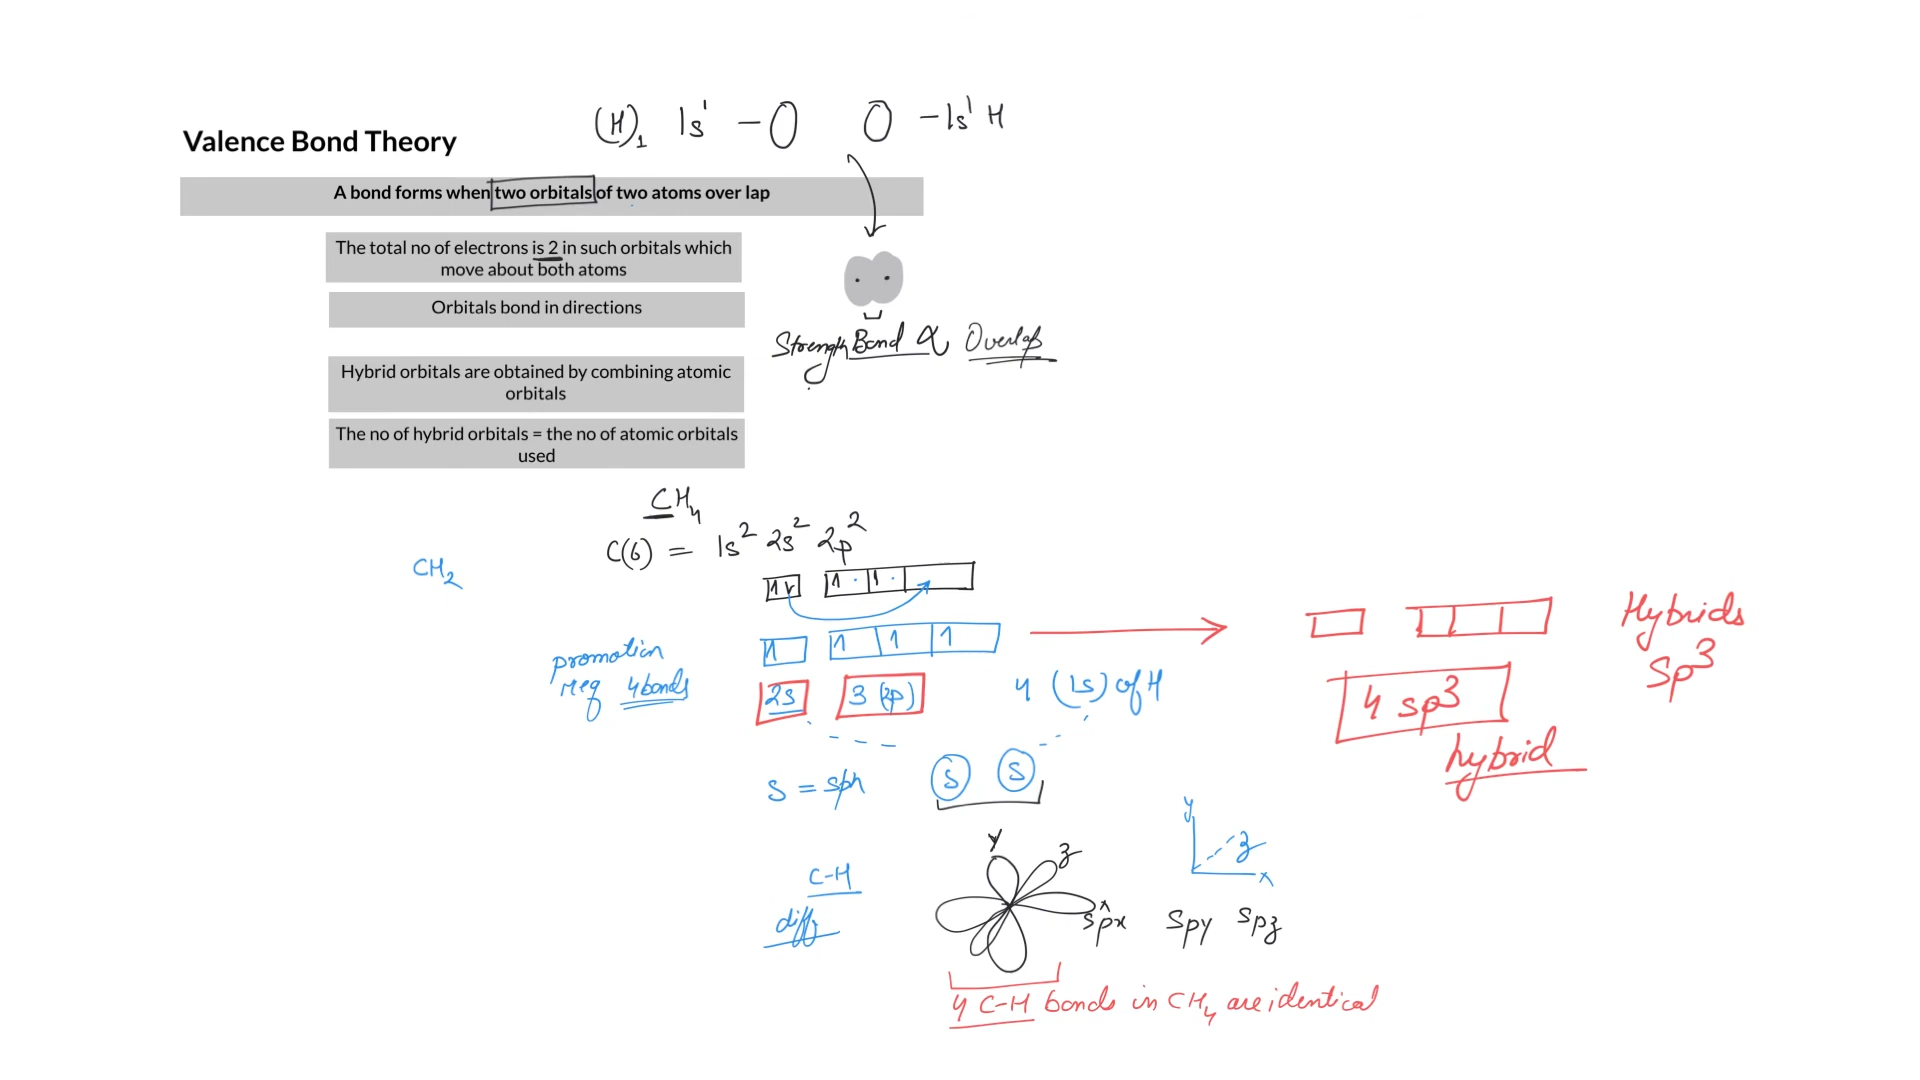 (H)₁ 1s¹ – O O – 1s¹ H
Valence Bond Theory
A bond forms when two orbitals of two atoms over lap
The total no of electrons is 2 in such orbitals which
move about both atoms
Orbitals bond in directions
Strength Bond ∝ Overlap
Hybrid orbitals are obtained by combining atomic
orbitals
The no of hybrid orbitals = the no of atomic orbitals
used
CH₄
C(6) = 1s² 2s² 2p²
CH₂
1 1 1 1
promotion
req 4 bonds
2s 3 (2p) 4 (1s) of H
Hybrids
sp³
4 sp³
hybrid
s = sph S S
y
z
x
C-H
diff
y z x
spx spy spz
4 C-H bonds in CH₄ are identical